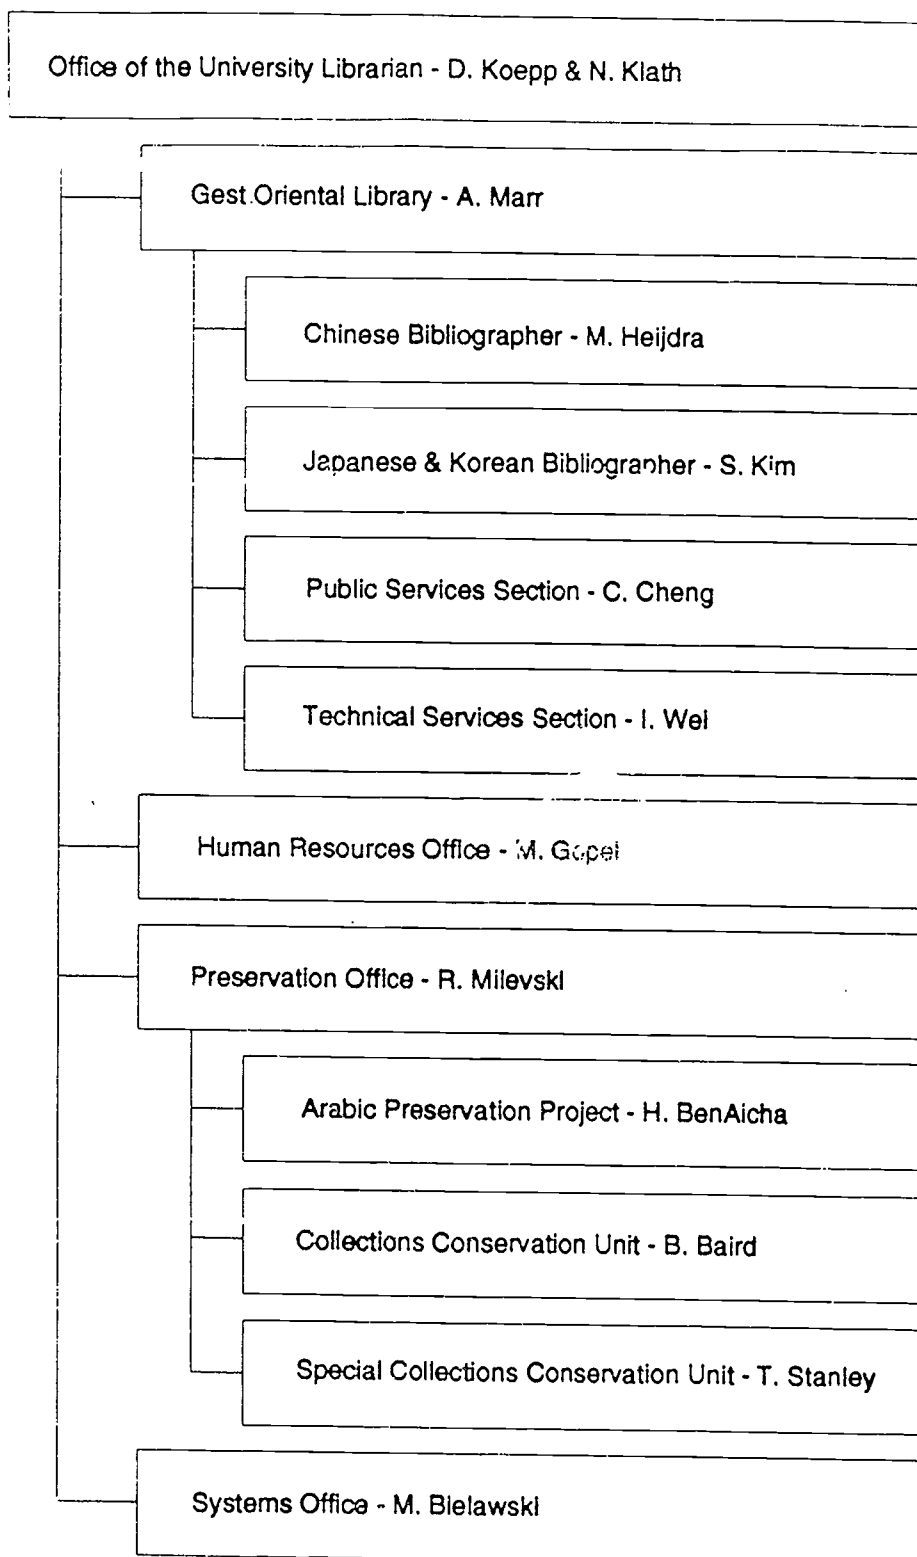 Office of the University Librarian - D. Koepp & N. Klath
Gest Oriental Library - A. Marr
Chinese Bibliographer - M. Heijdra
Japanese & Korean Bibliographer - S. Kim
Public Services Section - C. Cheng
Technical Services Section - I. Wei
Human Resources Office - M.
Preservation Office - R. Milevski
Arabic Preservation Project - H. BenAicha
Collections Conservation Unit - B. Baird
Special Collections Conservation Unit - T. Stanley
Systems Office - M. Bielawski